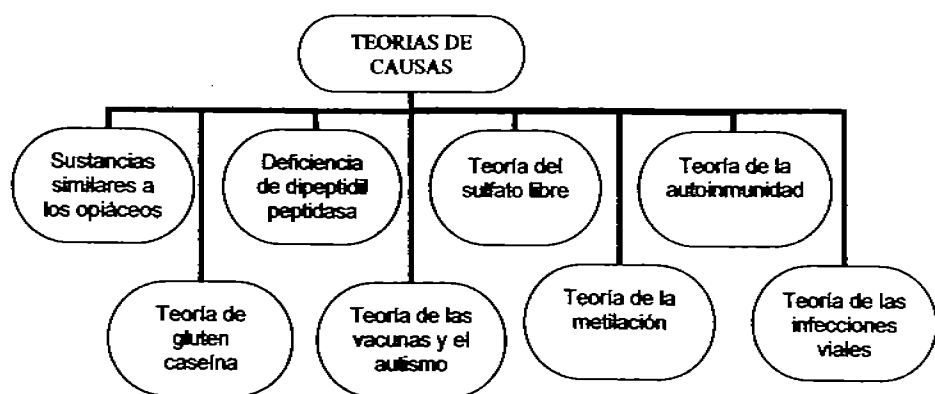 TEORIAS DE
CAUSAS
Sustancias
similares a
los opiáceos
Deficiencia
de dipeptidil
peptidasa
Teoría del
sulfato libre
Teoría de la
autoinmunidad
Teoría de
gluten
caseína
Teoría de las
vacunas y el
autismo
Teoría de la
metilación
Teoría de las
infecciones
viales